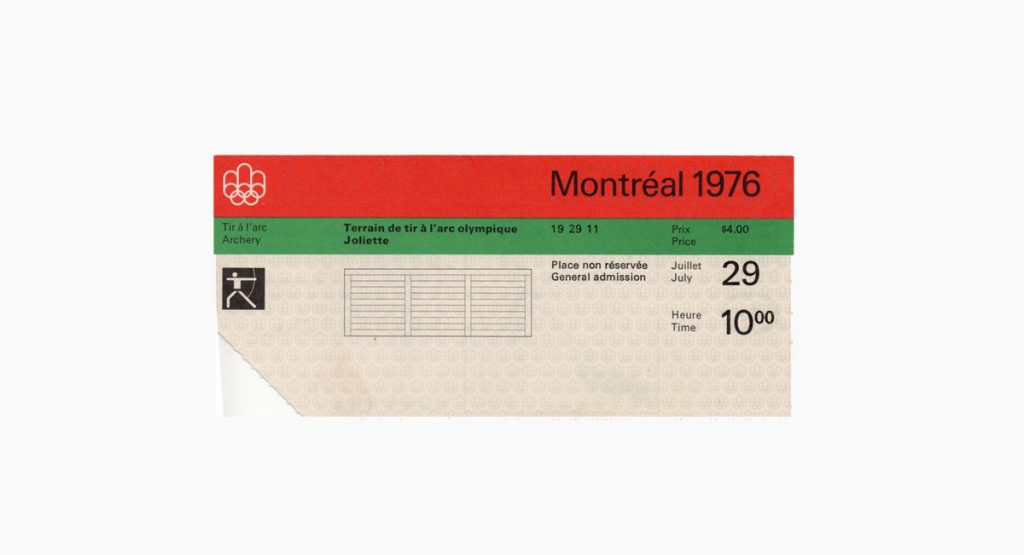 Montréal 1976
Tir à l'arc
Archery
Terrain de tir à l'arc olympique
Joliette
19 29 11
Prix
Price
$4.00
Place non réservée
General admission
Juillet
July
29
Heure
Time
10⁰⁰